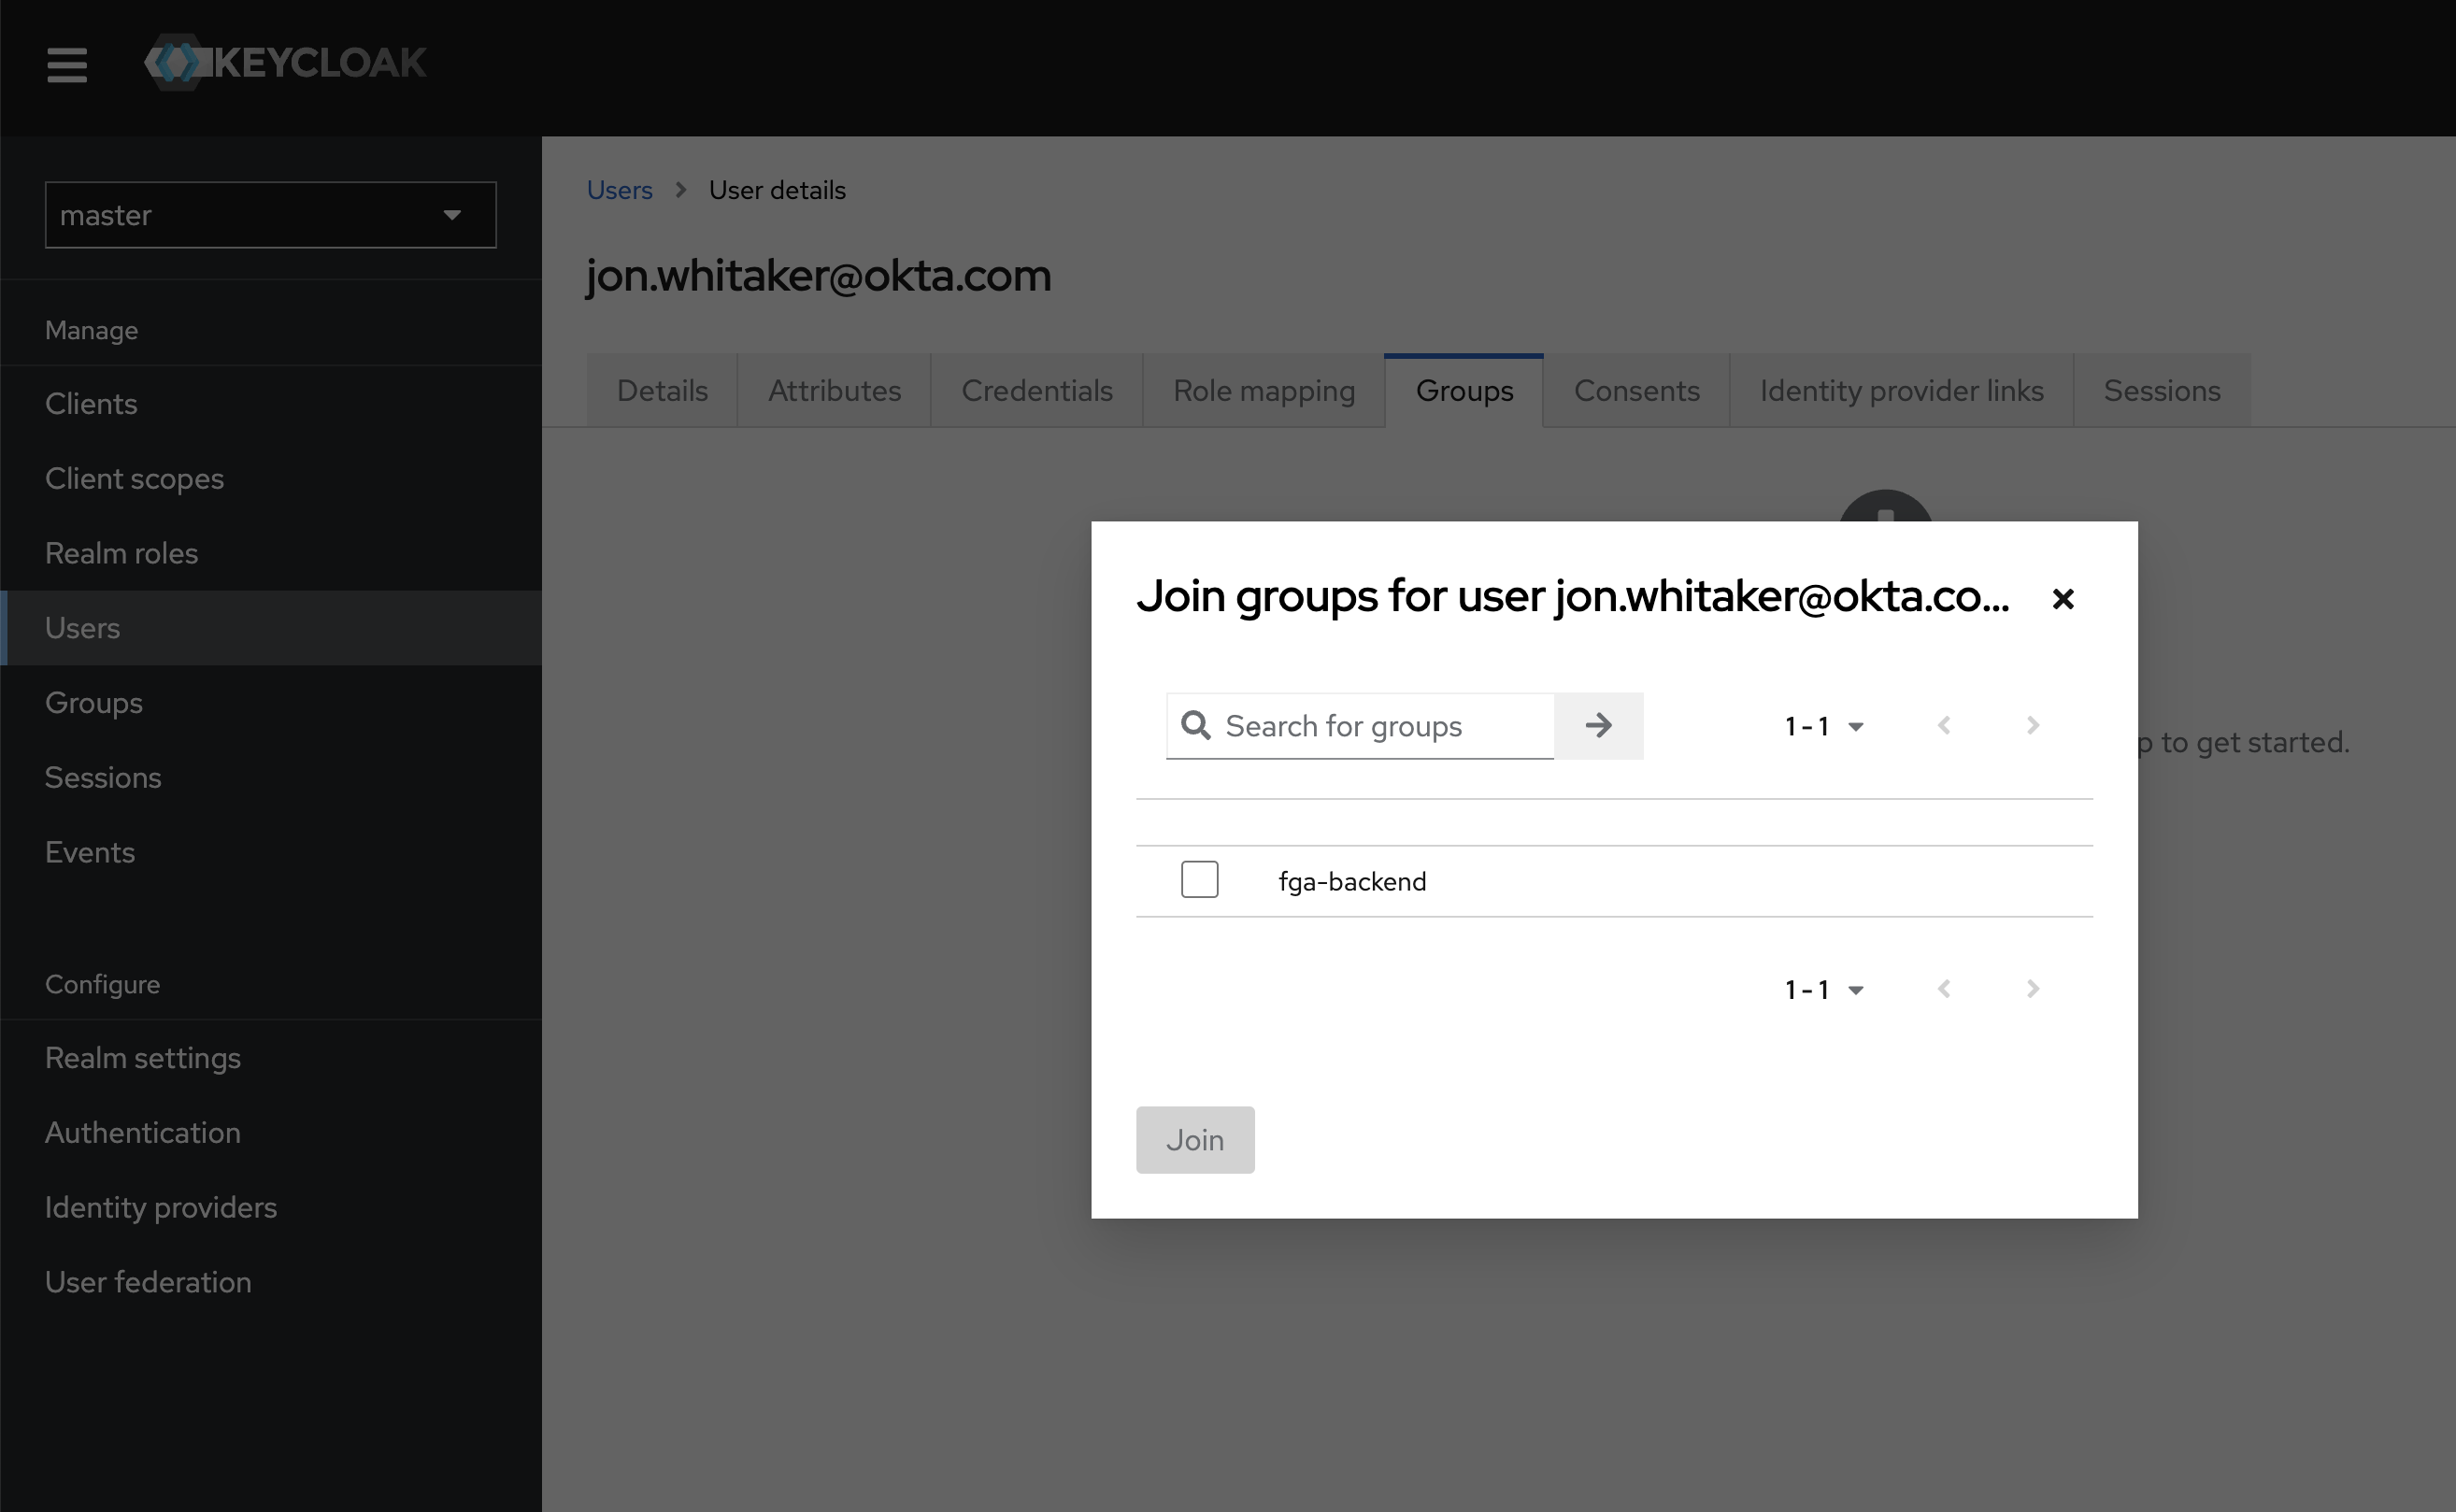 KEYCLOAK
master
Manage
Clients
Client scopes
Realm roles
Users
Groups
Sessions
Events
Configure
Realm settings
Authentication
Identity providers
User federation
Users > User details
jon.whitaker@okta.com
Details Attributes Credentials Role mapping Groups Consents Identity provider links Sessions
to get started.
Join groups for user jon.whitaker@okta.co...
Search for groups 1 - 1
fga-backend
1 - 1
Join